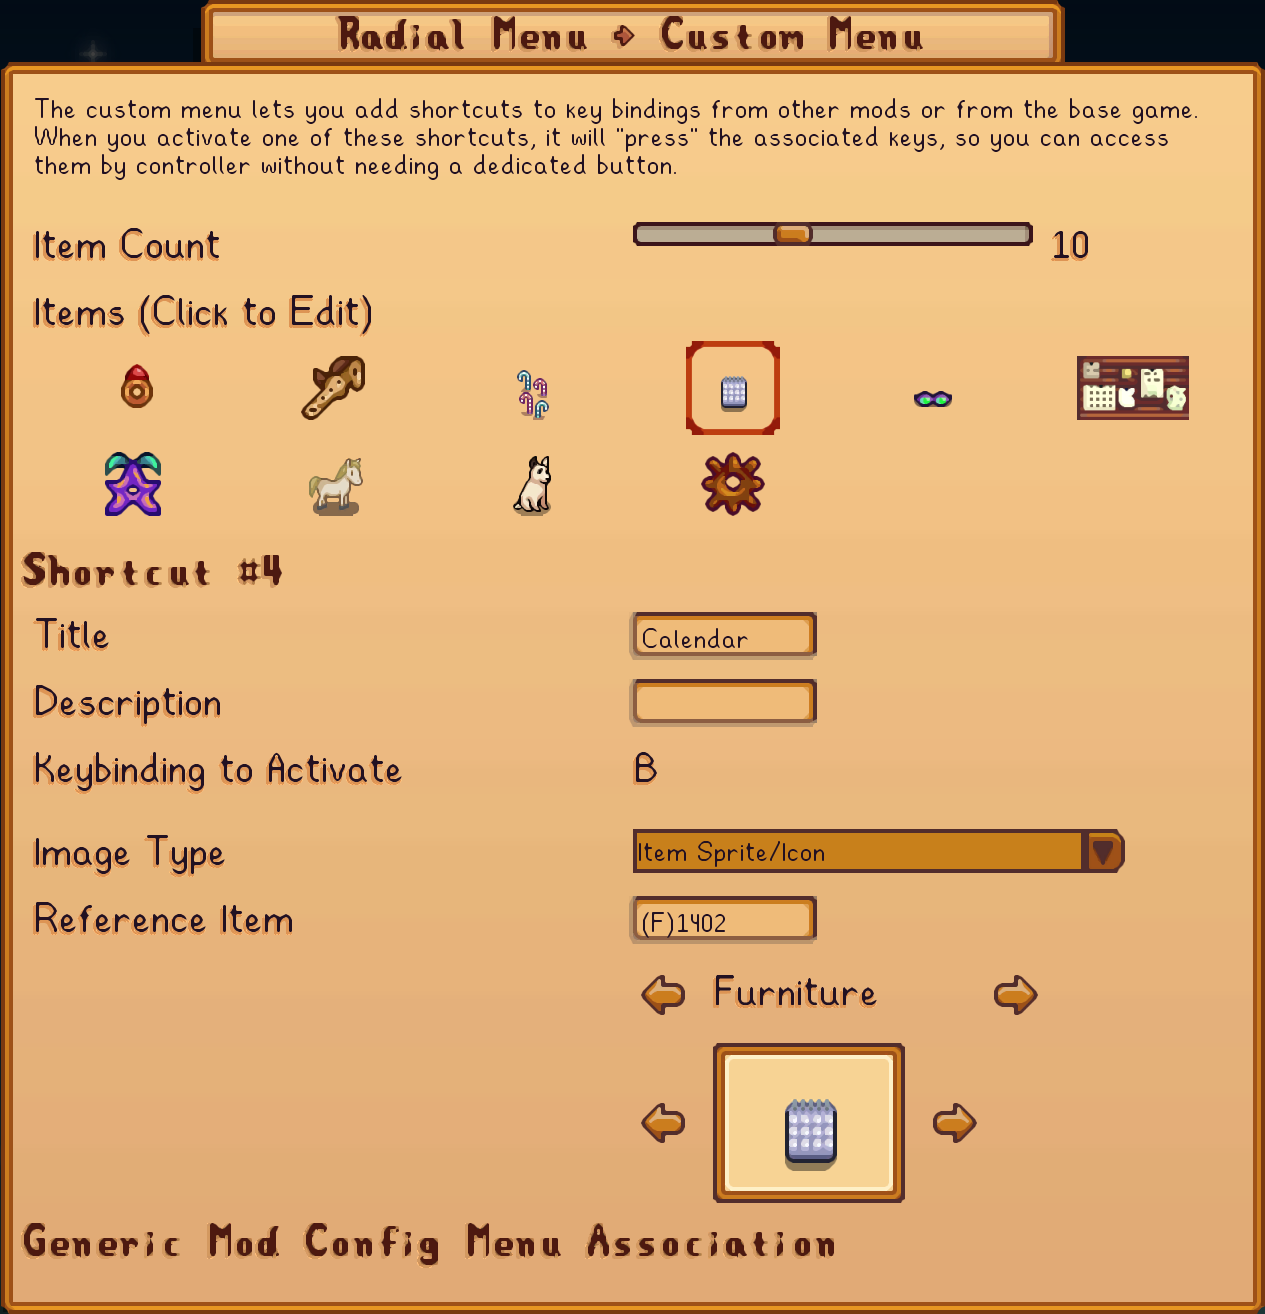 Radial Menu → Custom Menu
The custom menu lets you add shortcuts to key bindings from other mods or from the base game.
When you activate one of these shortcuts, it will "press" the associated keys, so you can access
them by controller without needing a dedicated button.
Item Count 10
Items (Click to Edit)
Shortcut #4
Title Calendar
Description
Keybinding to Activate B
Image Type Item Sprite/Icon
Reference Item (F)1402
Furniture
Generic Mod Config Menu Association